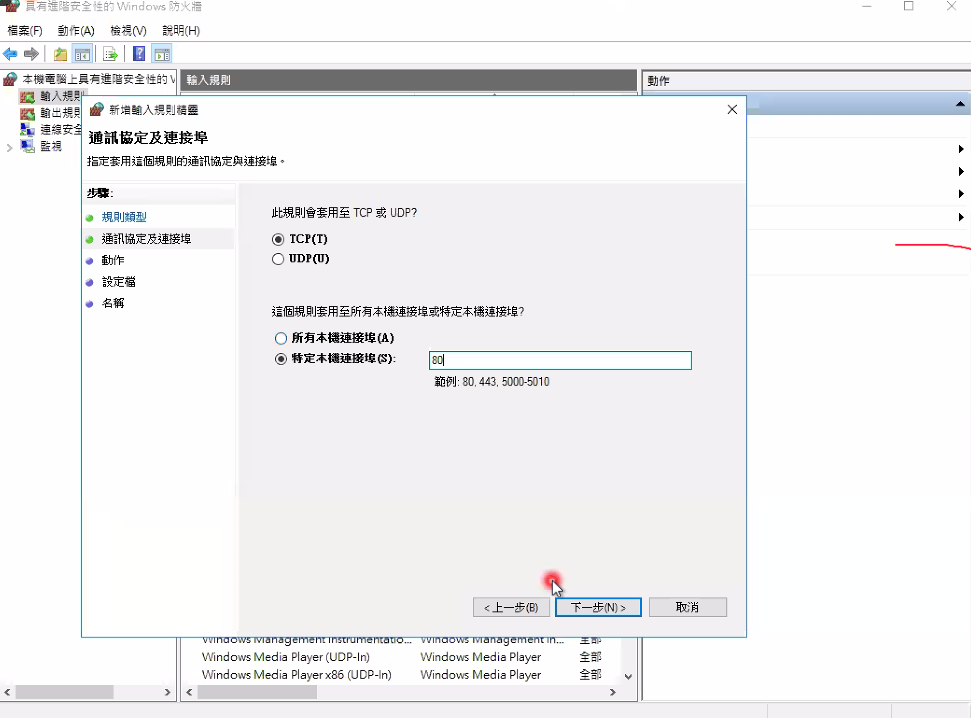 具有進階安全性的 Windows 防火牆
檔案(F) 動作(A) 檢視(V) 說明(H)
本機電腦上具有進階安全性的 W
輸入規則
輸出規則
連線安全
監視
輸入規則
動作
新增輸入規則精靈
通訊協定及連接埠
指定套用這個規則的通訊協定與連接埠。
步驟:
規則類型
通訊協定及連接埠
動作
設定檔
名稱
此規則會套用至 TCP 或 UDP?
TCP(T)
UDP(U)
這個規則套用至所有本機連接埠或特定本機連接埠?
所有本機連接埠(A)
特定本機連接埠(S): 80
範例: 80, 443, 5000-5010
< 上一步(B) 下一步(N) > 取消
Windows Management Instrumentatio... Windows Management In... 全部
Windows Media Player (UDP-In) Windows Media Player 全部
Windows Media Player x86 (UDP-In) Windows Media Player 全部